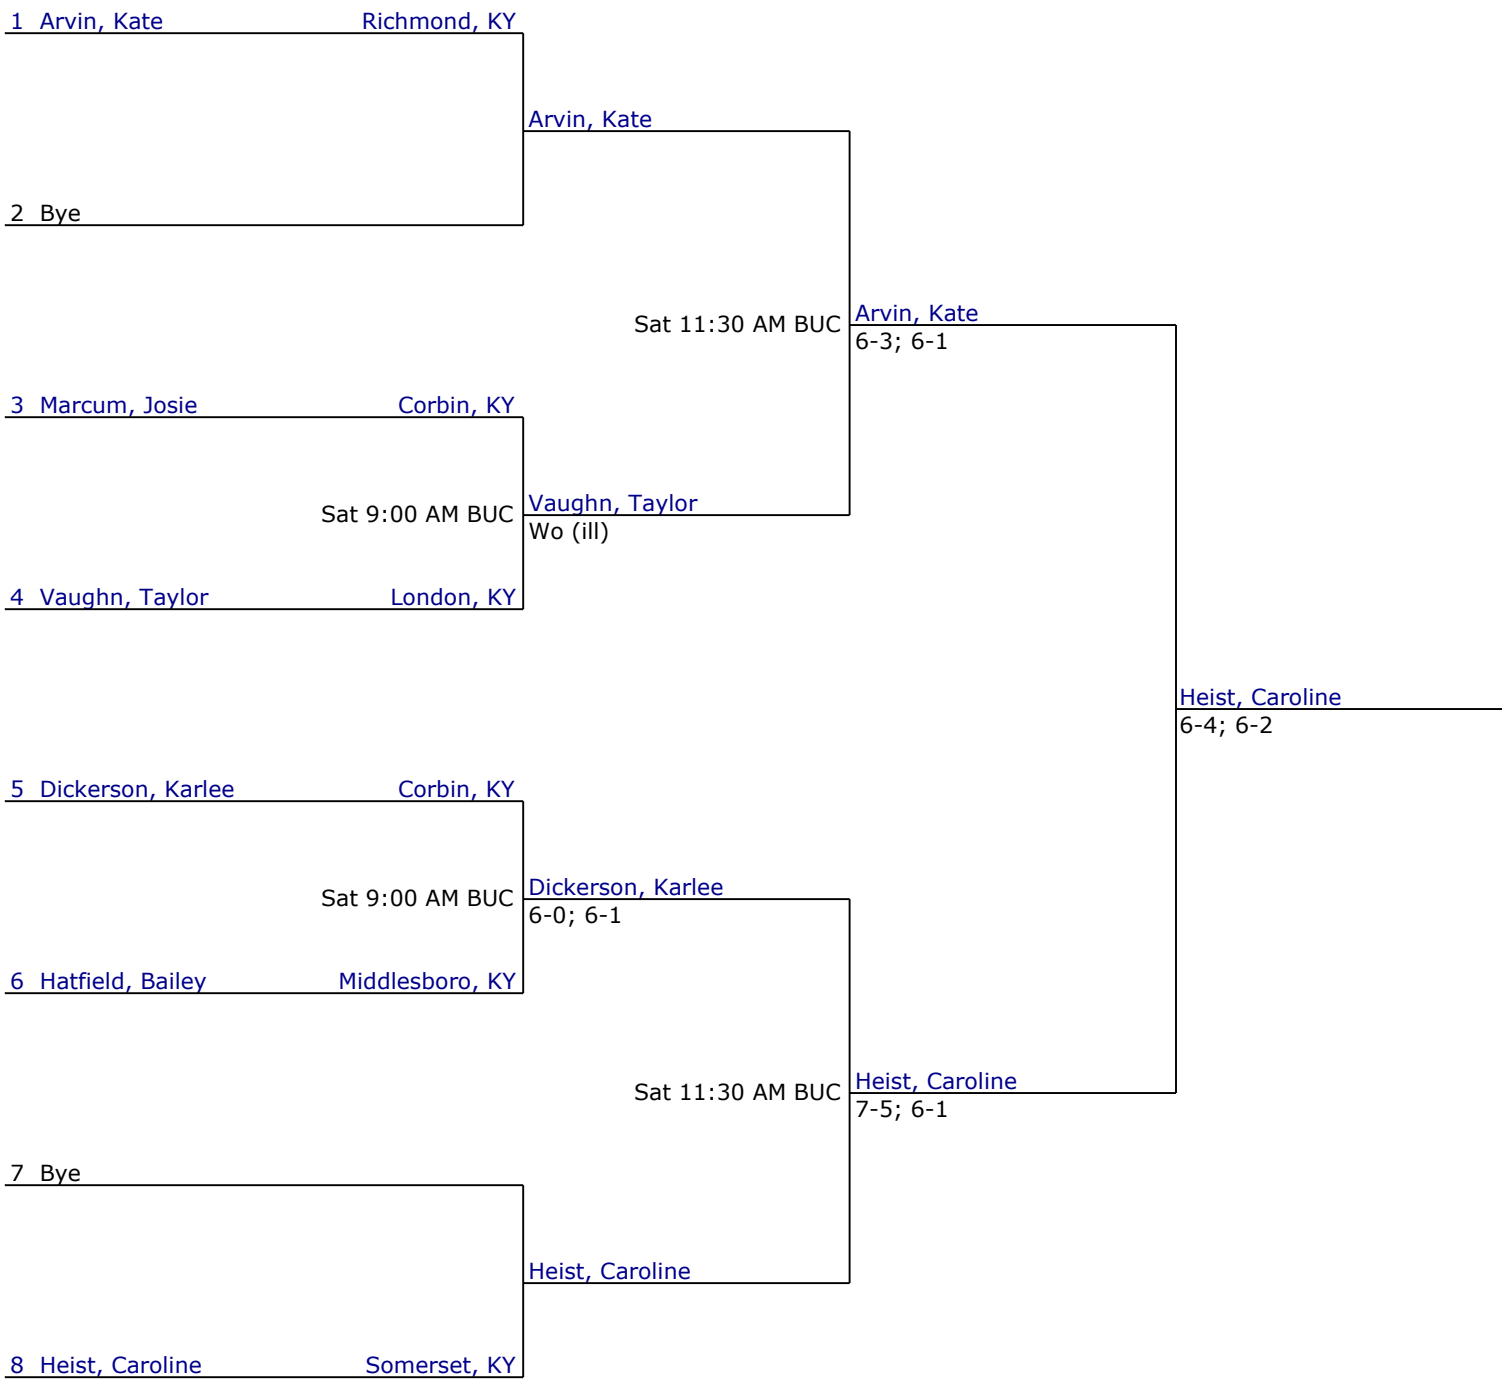 1 Arvin, Kate Richmond, KY
Arvin, Kate
2 Bye
Sat 11:30 AM BUC
Arvin, Kate
6-3; 6-1
3 Marcum, Josie Corbin, KY
Sat 9:00 AM BUC
Vaughn, Taylor
Wo (ill)
4 Vaughn, Taylor London, KY
Heist, Caroline
6-4; 6-2
5 Dickerson, Karlee Corbin, KY
Sat 9:00 AM BUC
Dickerson, Karlee
6-0; 6-1
6 Hatfield, Bailey Middlesboro, KY
Sat 11:30 AM BUC
Heist, Caroline
7-5; 6-1
7 Bye
Heist, Caroline
8 Heist, Caroline Somerset, KY